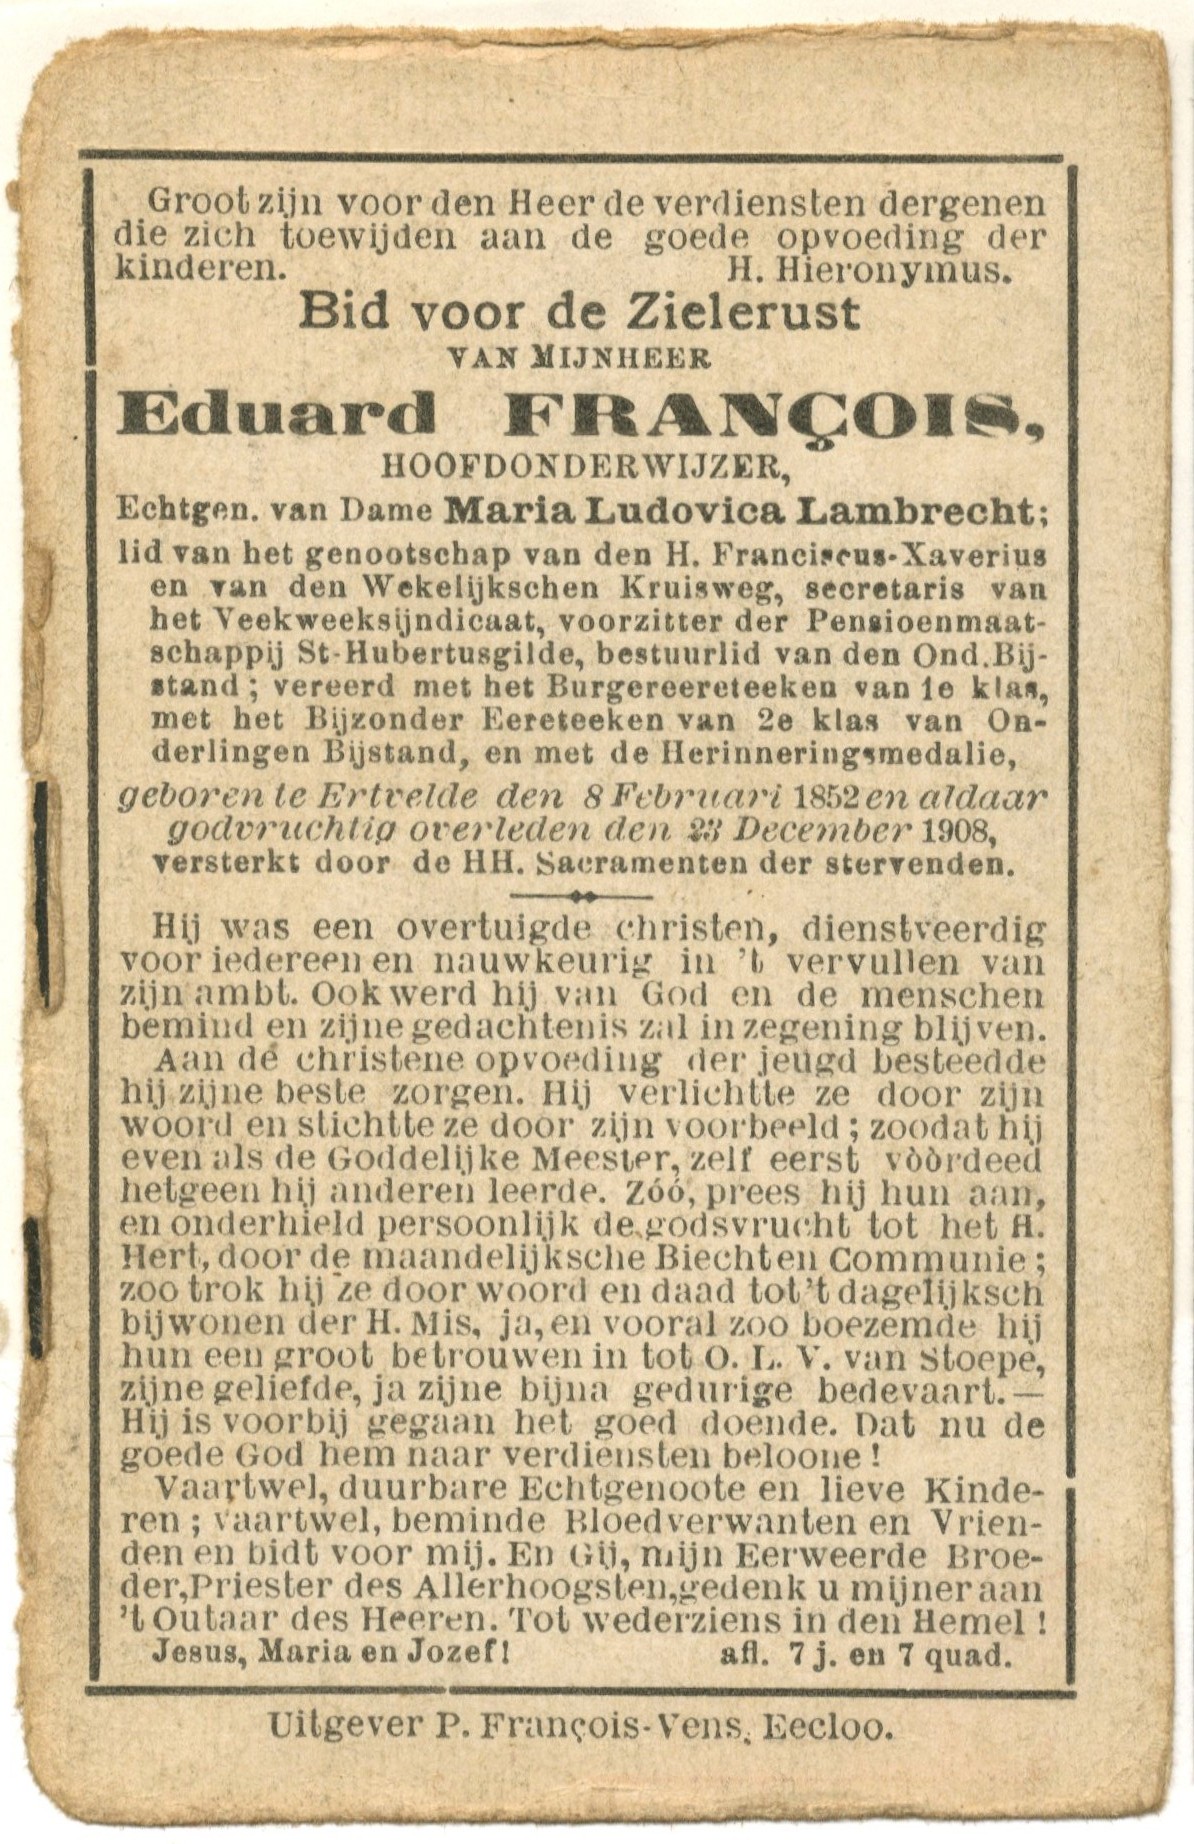 Groot zijn voor den Heer de verdiensten dergenen
die zich toewijden aan de goede opvoeding der
kinderen. H. Hieronymus.
Bid voor de Zielerust
VAN MIJNHEER
Eduard FRANÇOIS,
HOOFDONDERWIJZER,
Echtgen. van Dame Maria Ludovica Lambrecht;
lid van het genootschap van den H. Franciscus-Xaverius
en van den Wekelijkschen Kruisweg, secretaris van
het Veekweeksijndicaat, voorzitter der Pensioenmaat-
schappij St-Hubertusgilde, bestuurlid van den Ond. Bij-
stand; vereerd met het Burgereereteeken van 1e klas,
met het Bijzonder Eereteeken van 2e klas van On-
derlingen Bijstand, en met de Herinneringsmedalie,
geboren te Ertvelde den 8 Februari 1852 en aldaar
godvruchtig overleden den 23 December 1908,
versterkt door de HH. Sacramenten der stervenden.
Hij was een overtuigde christen, dienstveerdig
voor iedereen en nauwkeurig in 't vervullen van
zijn ambt. Ook werd hij van God en de menschen
bemind en zijne gedachtenis zal in zegening blijven.
Aan de christene opvoeding der jeugd besteedde
hij zijne beste zorgen. Hij verlichtte ze door zijn
woord en stichtte ze door zijn voorbeeld; zoodat hij
even als de Goddelijke Meester, zelf eerst vòòrdeed
hetgeen hij anderen leerde. Zóó, prees hij hun aan,
en onderhield persoonlijk de godsvrucht tot het H.
Hert, door de maandelijksche Biecht en Communie;
zoo trok hij ze door woord en daad tot 't dagelijksch
bijwonen der H. Mis, ja, en vooral zoo boezemde hij
hun een groot betrouwen in tot O. L. V. van Stoepe,
zijne geliefde, ja zijne bijna gedurige bedevaart. —
Hij is voorbij gegaan het goed doende. Dat nu de
goede God hem naar verdiensten beloone!
Vaartwel, duurbare Echtgenoote en lieve Kinde-
ren; vaartwel, beminde Bloedverwanten en Vrien-
den en bidt voor mij. En Gij, mijn Eerweerde Broe-
der, Priester des Allerhoogsten, gedenk u mijner aan
't Outaar des Heeren. Tot wederziens in den Hemel!
Jesus, Maria en Jozef! afl. 7 j. en 7 quad.
Uitgever P. François-Vens, Eecloo.